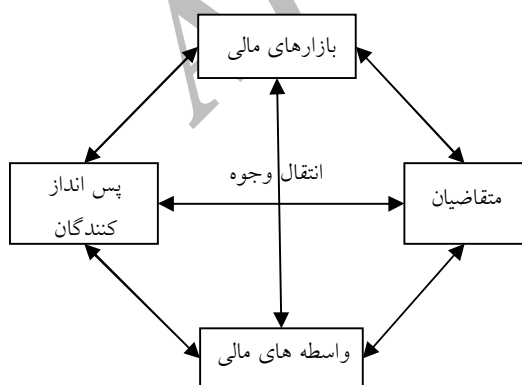 بازارهای مالی
انتقال وجوه
متقاضیان
پس انداز
کنندگان
واسطه های مالی